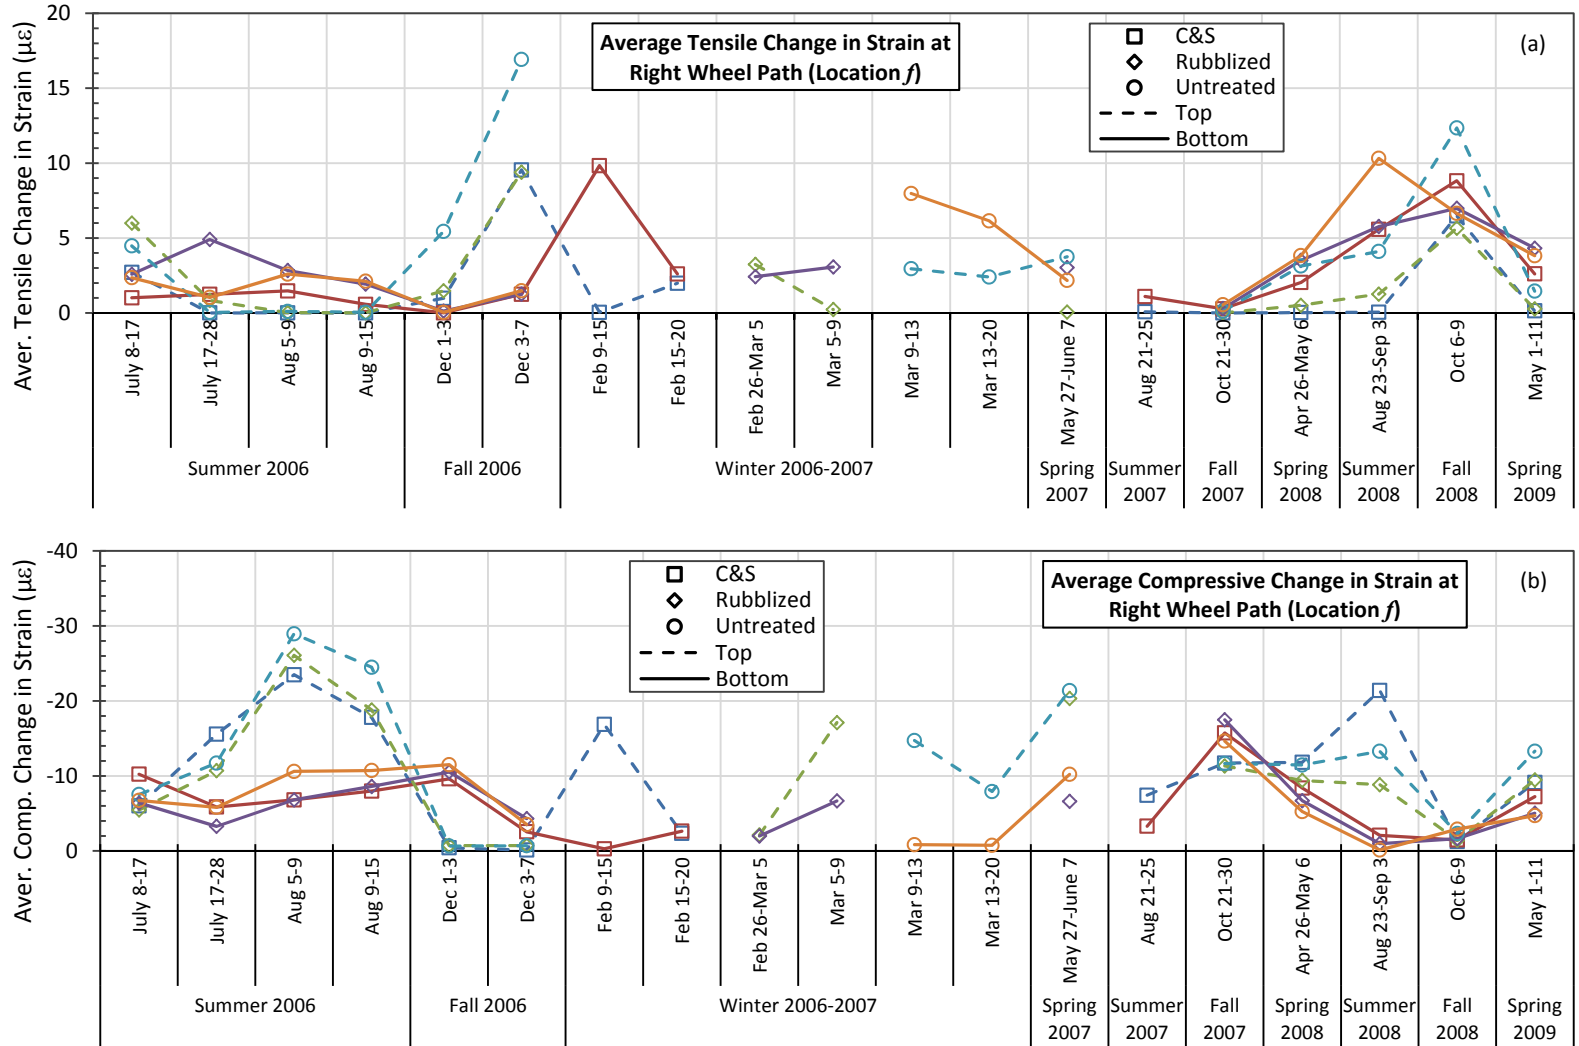 Aver. Tensile Change in Strain (με)
20
15
10
5
0
Average Tensile Change in Strain at
Right Wheel Path (Location f)
C&S
Rubblized
Untreated
Top
Bottom
(a)
July 8-17
July 17-28
Aug 5-9
Aug 9-15
Dec 1-3
Dec 3-7
Feb 9-15
Feb 15-20
Feb 26-Mar 5
Mar 5-9
Mar 9-13
Mar 13-20
May 27-June 7
Aug 21-25
Oct 21-30
Apr 26-May 6
Aug 23-Sep 3
Oct 6-9
May 1-11
Summer 2006
Fall 2006
Winter 2006-2007
Spring
2007
Summer
2007
Fall
2007
Spring
2008
Summer
2008
Fall
2008
Spring
2009
Aver. Comp. Change in Strain (με)
-40
-30
-20
-10
0
C&S
Rubblized
Untreated
Top
Bottom
Average Compressive Change in Strain at
Right Wheel Path (Location f)
(b)
July 8-17
July 17-28
Aug 5-9
Aug 9-15
Dec 1-3
Dec 3-7
Feb 9-15
Feb 15-20
Feb 26-Mar 5
Mar 5-9
Mar 9-13
Mar 13-20
May 27-June 7
Aug 21-25
Oct 21-30
Apr 26-May 6
Aug 23-Sep 3
Oct 6-9
May 1-11
Summer 2006
Fall 2006
Winter 2006-2007
Spring
2007
Summer
2007
Fall
2007
Spring
2008
Summer
2008
Fall
2008
Spring
2009